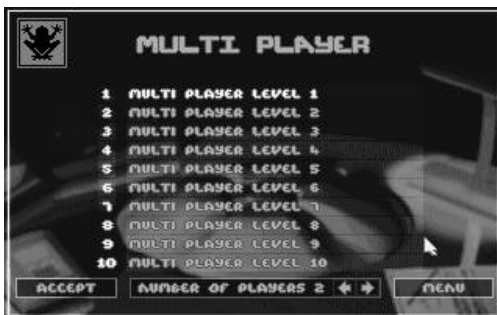 MULTI PLAYER
1 MULTI PLAYER LEVEL 1
2 MULTI PLAYER LEVEL 2
3 MULTI PLAYER LEVEL 3
4 MULTI PLAYER LEVEL 4
5 MULTI PLAYER LEVEL 5
6 MULTI PLAYER LEVEL 6
7 MULTI PLAYER LEVEL 7
8 MULTI PLAYER LEVEL 8
9 MULTI PLAYER LEVEL 9
10 MULTI PLAYER LEVEL 10
ACCEPT NUMBER OF PLAYERS 2 MENU